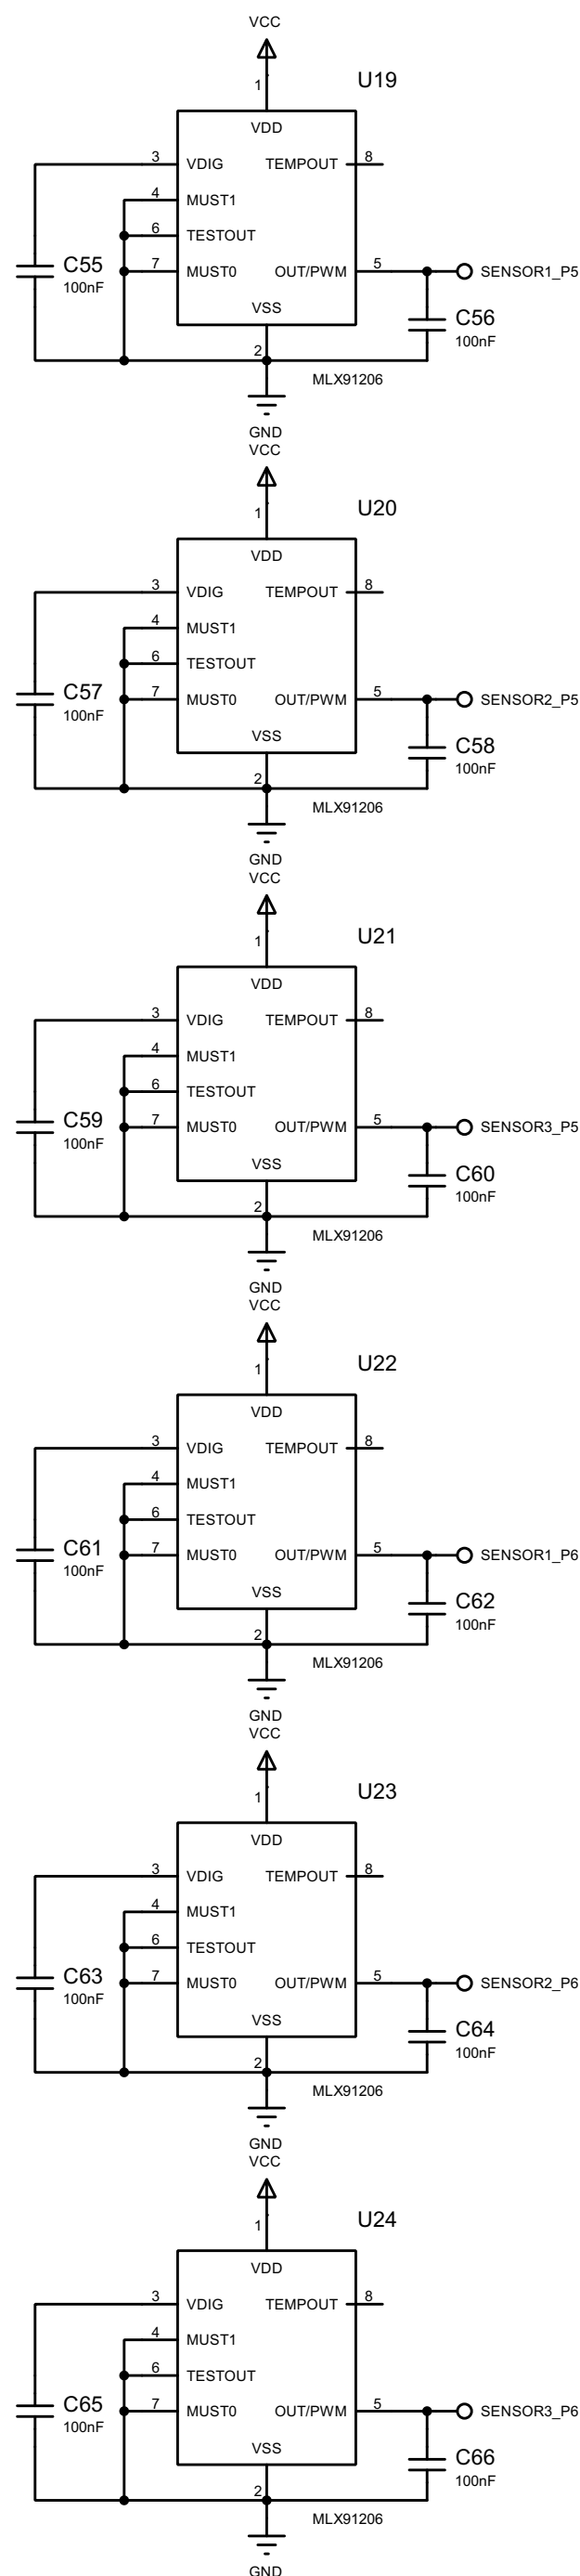 VCC
1
U19
VDD
3 VDIG TEMPOUT 8
4 MUST1
6 TESTOUT
7 MUST0 OUT/PWM 5 SENSOR1_P5
C55
100nF
VSS
C56
100nF
2
MLX91206
GND
VCC
1
U20
VDD
3 VDIG TEMPOUT 8
4 MUST1
6 TESTOUT
7 MUST0 OUT/PWM 5 SENSOR2_P5
C57
100nF
VSS
C58
100nF
2
MLX91206
GND
VCC
1
U21
VDD
3 VDIG TEMPOUT 8
4 MUST1
6 TESTOUT
7 MUST0 OUT/PWM 5 SENSOR3_P5
C59
100nF
VSS
C60
100nF
2
MLX91206
GND
VCC
1
U22
VDD
3 VDIG TEMPOUT 8
4 MUST1
6 TESTOUT
7 MUST0 OUT/PWM 5 SENSOR1_P6
C61
100nF
VSS
C62
100nF
2
MLX91206
GND
VCC
1
U23
VDD
3 VDIG TEMPOUT 8
4 MUST1
6 TESTOUT
7 MUST0 OUT/PWM 5 SENSOR2_P6
C63
100nF
VSS
C64
100nF
2
MLX91206
GND
VCC
1
U24
VDD
3 VDIG TEMPOUT 8
4 MUST1
6 TESTOUT
7 MUST0 OUT/PWM 5 SENSOR3_P6
C65
100nF
VSS
C66
100nF
2
MLX91206
GND